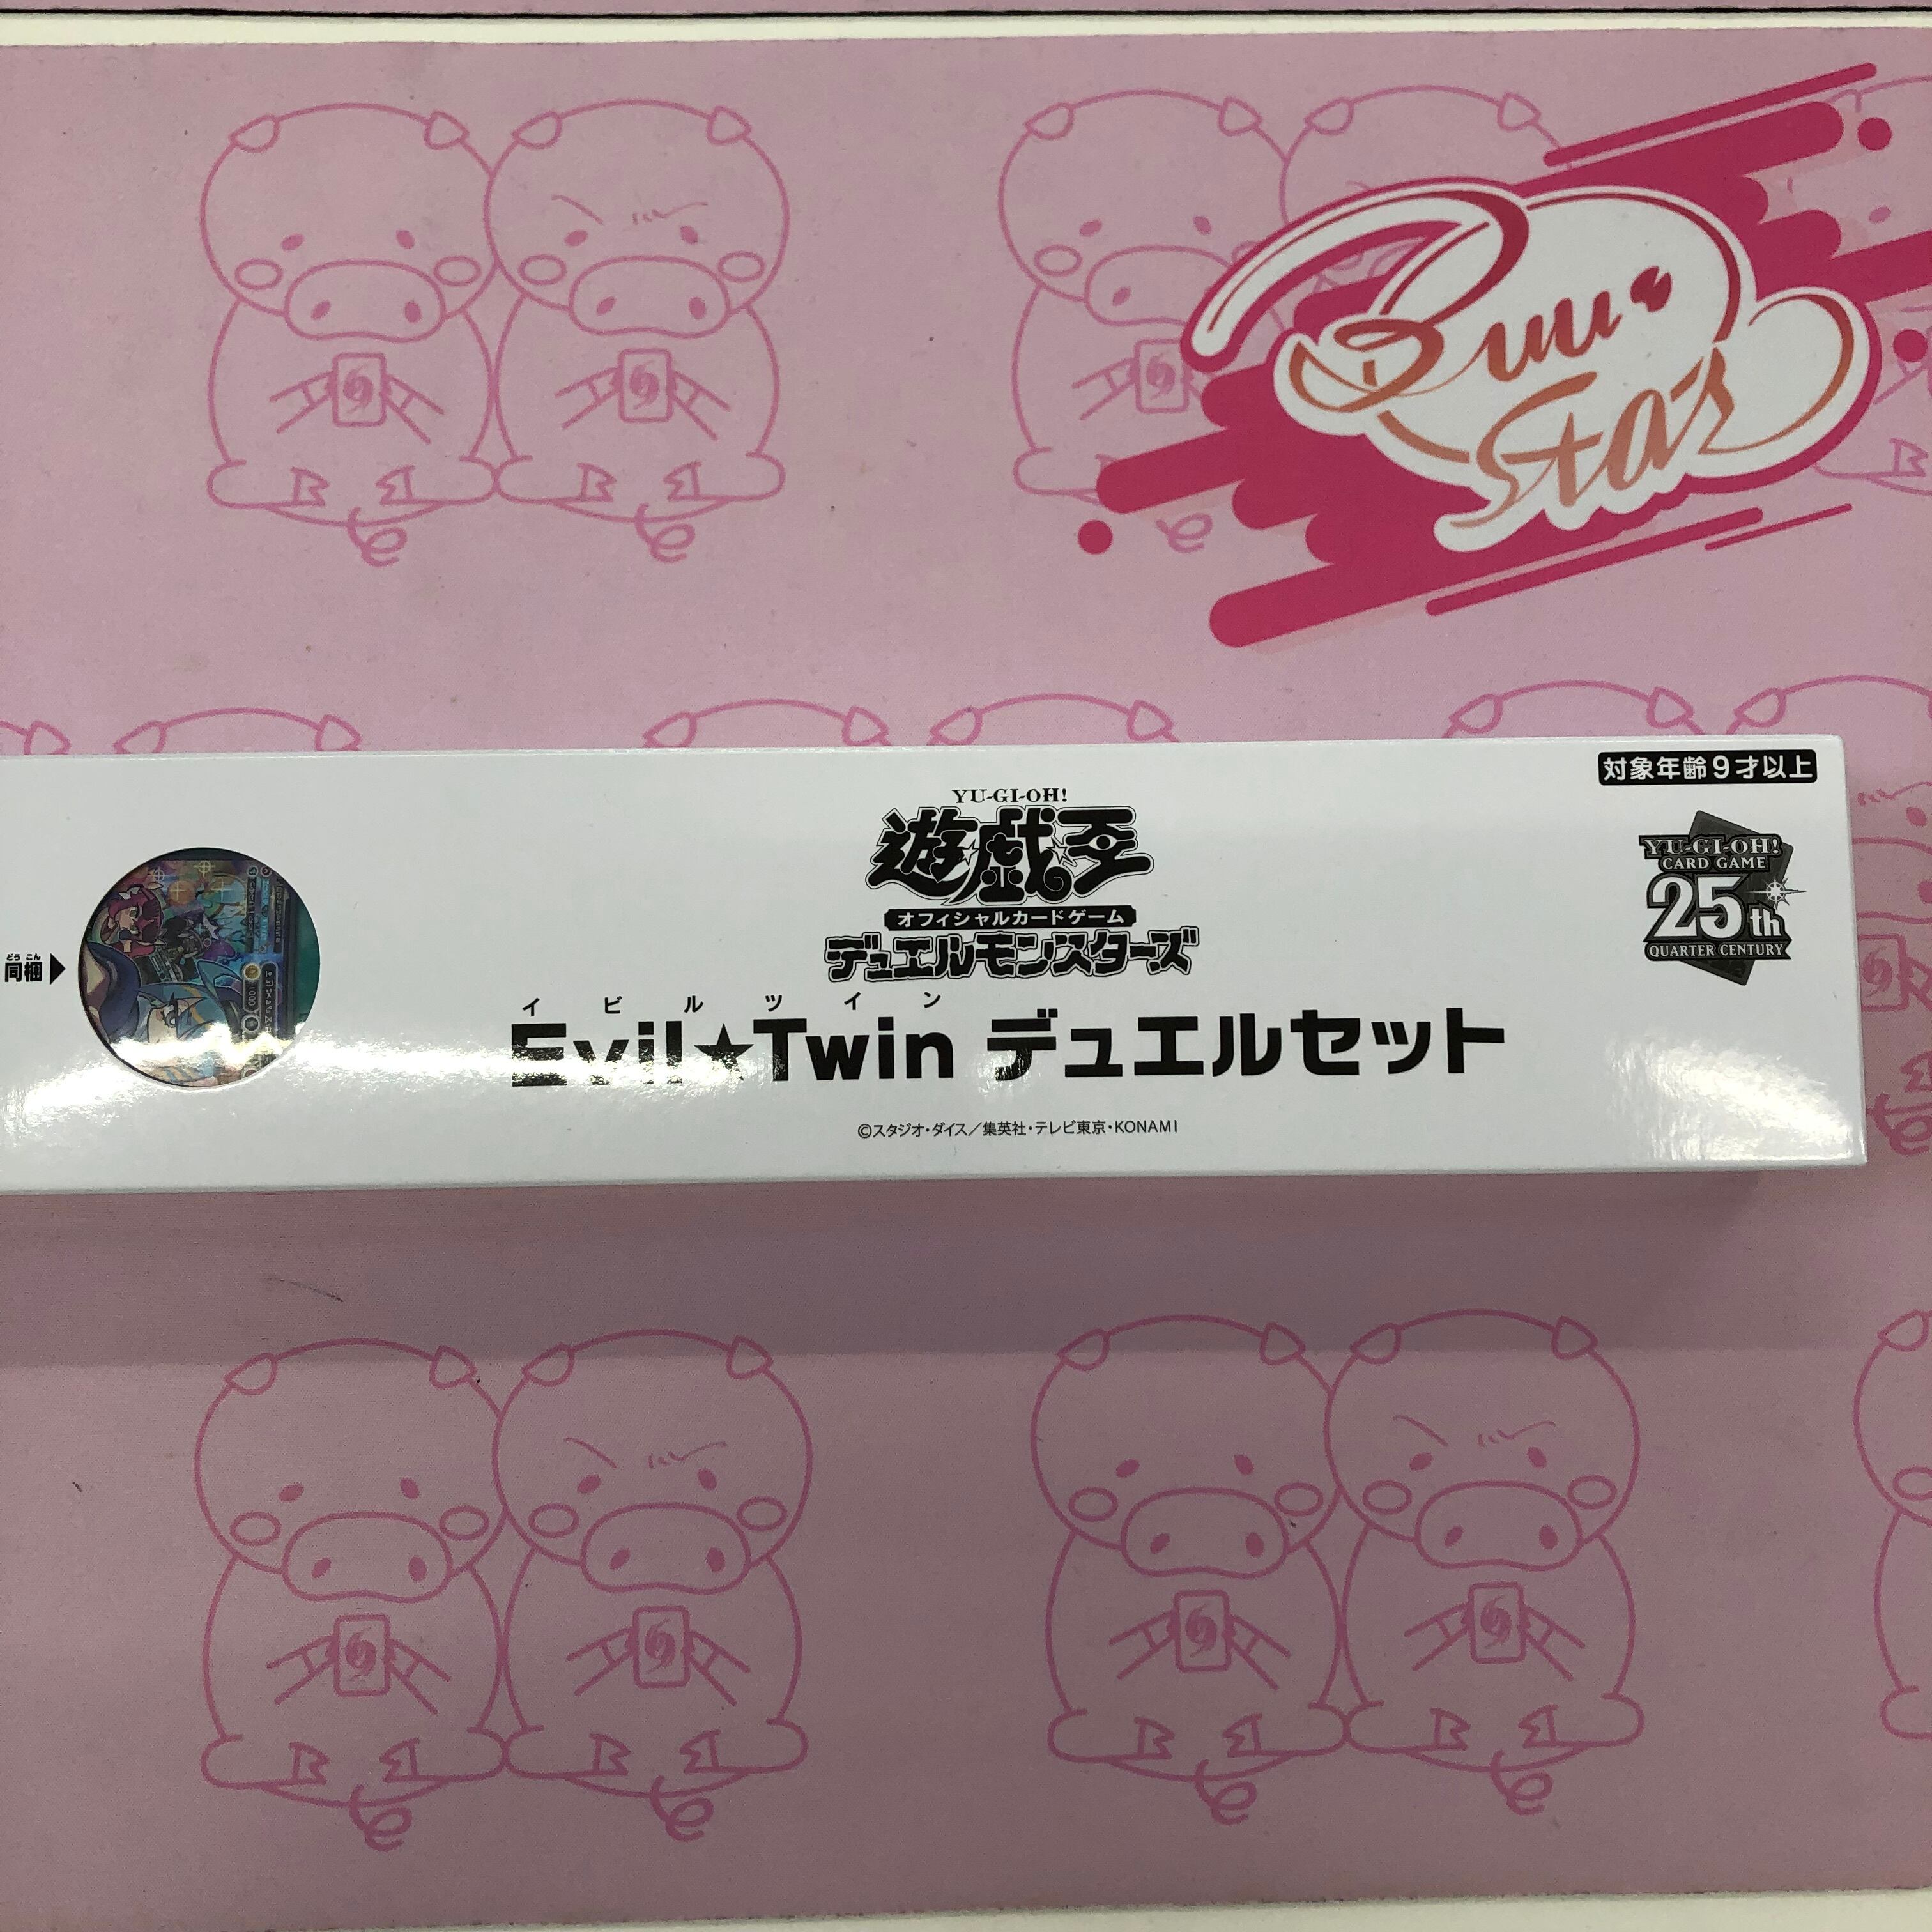 Buu
Star
対象年齢9才以上
YU-GI-OH!
遊戯王
オフィシャルカードゲーム
デュエルモンスターズ
YU-GI-OH!
CARD GAME
25th
QUARTER CENTURY
どうこん
同梱▶
1000
イビルツイン
Evil★Twin デュエルセット
©スタジオ・ダイス/集英社・テレビ東京・KONAMI